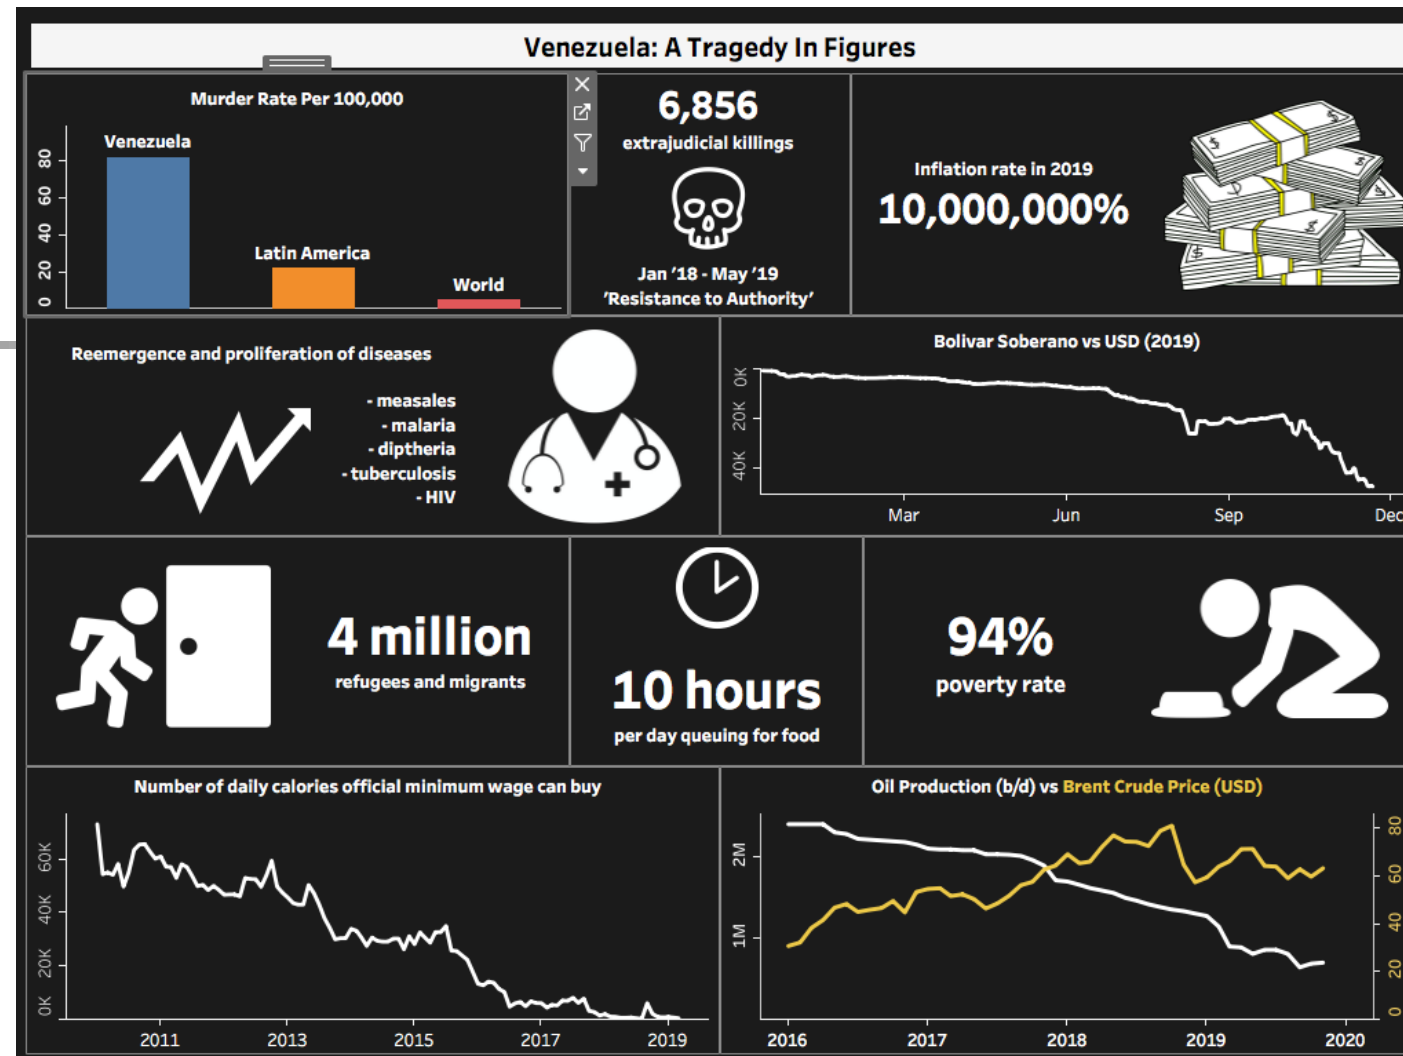 Venezuela: A Tragedy In Figures
Murder Rate Per 100,000
Venezuela
Latin America
World
80
60
40
20
0
6,856
extrajudicial killings
Jan '18 - May '19
'Resistance to Authority'
Inflation rate in 2019
10,000,000%
Reemergence and proliferation of diseases
- measales
- malaria
- diptheria
- tuberculosis
- HIV
Bolivar Soberano vs USD (2019)
0K
20K
40K
Mar Jun Sep Dec
4 million
refugees and migrants
10 hours
per day queuing for food
94%
poverty rate
Number of daily calories official minimum wage can buy
60K
40K
20K
0K
2011 2013 2015 2017 2019
Oil Production (b/d) vs Brent Crude Price (USD)
2M
1M
80
60
40
20
0
2016 2017 2018 2019 2020